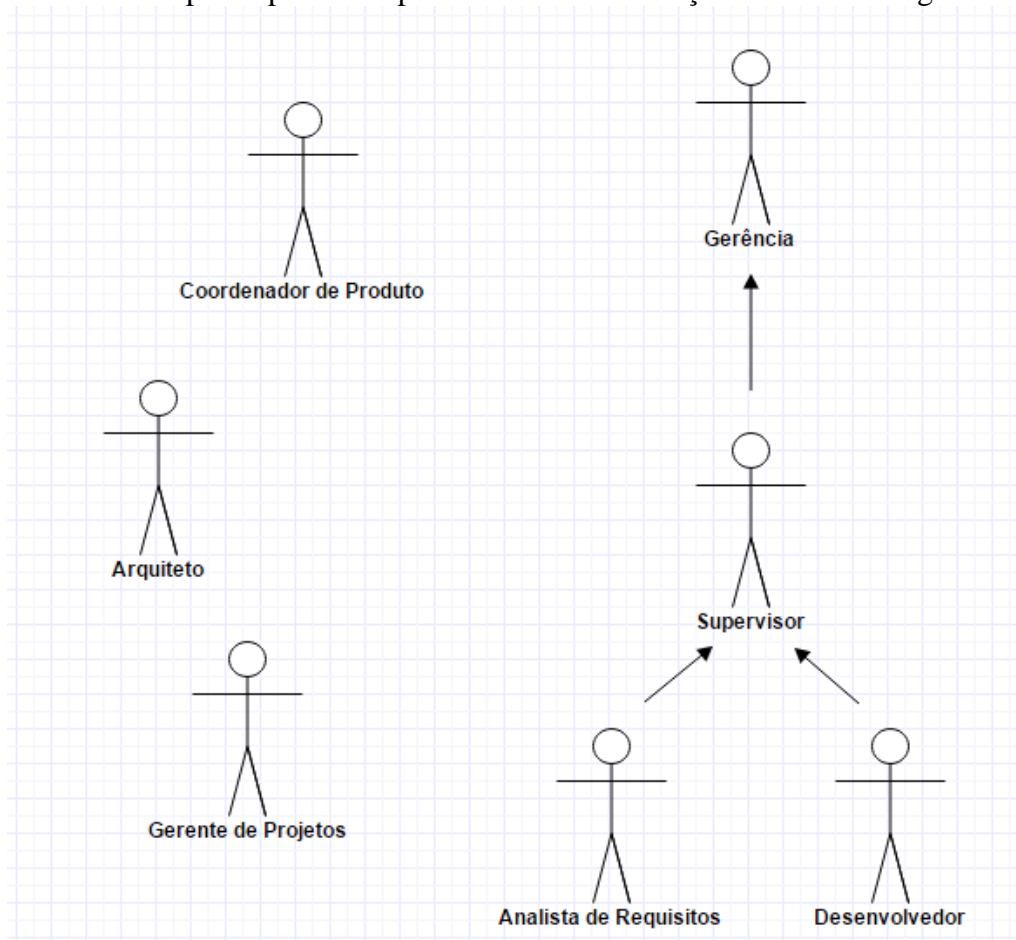 Gerência
Coordenador de Produto
Arquiteto
Supervisor
Gerente de Projetos
Analista de Requisitos
Desenvolvedor